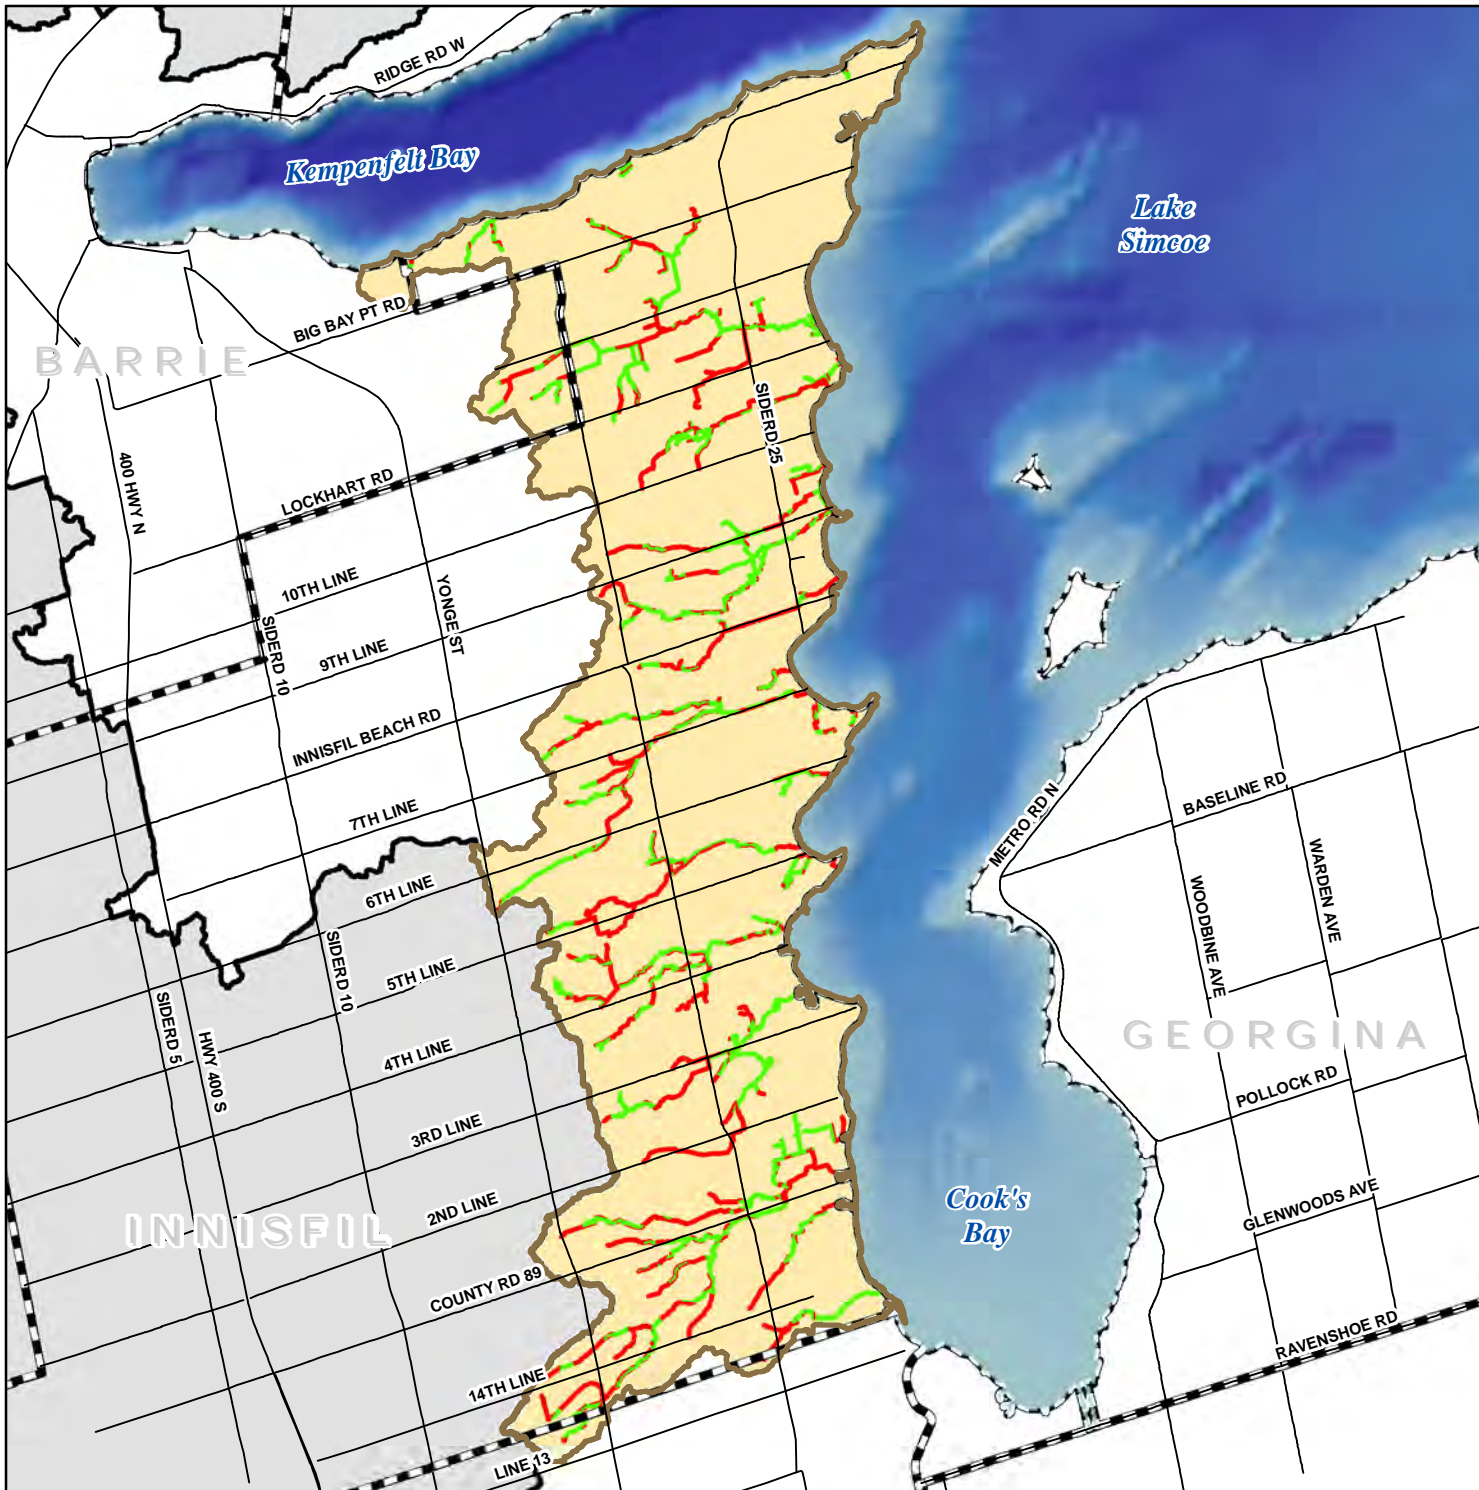 RIDGE RD W
Kempenfelt Bay
Lake
Simcoe
BIG BAY PT RD
BARRIE
SIDERD 25
400 HWY N
LOCKHART RD
10TH LINE
YONGE ST
SIDERD 10
9TH LINE
INNISFIL BEACH RD
7TH LINE
METRO RD N
BASELINE RD
WARDEN AVE
WOODBINE AVE
6TH LINE
SIDERD 10
5TH LINE
SIDERD 5
HWY 400 S
4TH LINE
GEORGINA
POLLOCK RD
3RD LINE
2ND LINE
INNISFIL
Cook's
Bay
GLENWOODS AVE
COUNTY RD 89
RAVENSHOE RD
14TH LINE
LINE 13